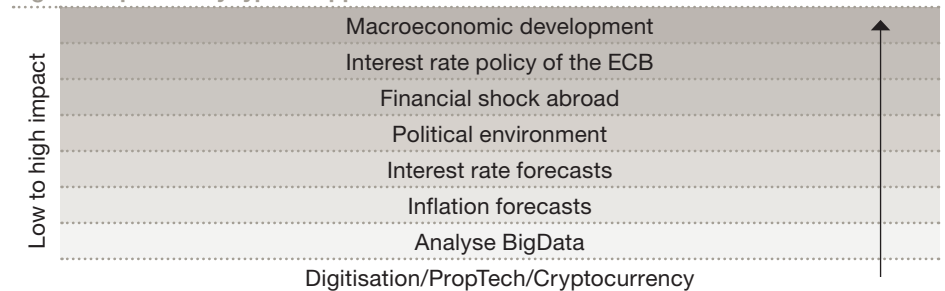 Macroeconomic development
Interest rate policy of the ECB
Financial shock abroad
Political environment
Interest rate forecasts
Inflation forecasts
Analyse BigData
Digitisation/PropTech/Cryptocurrency
Low to high impact